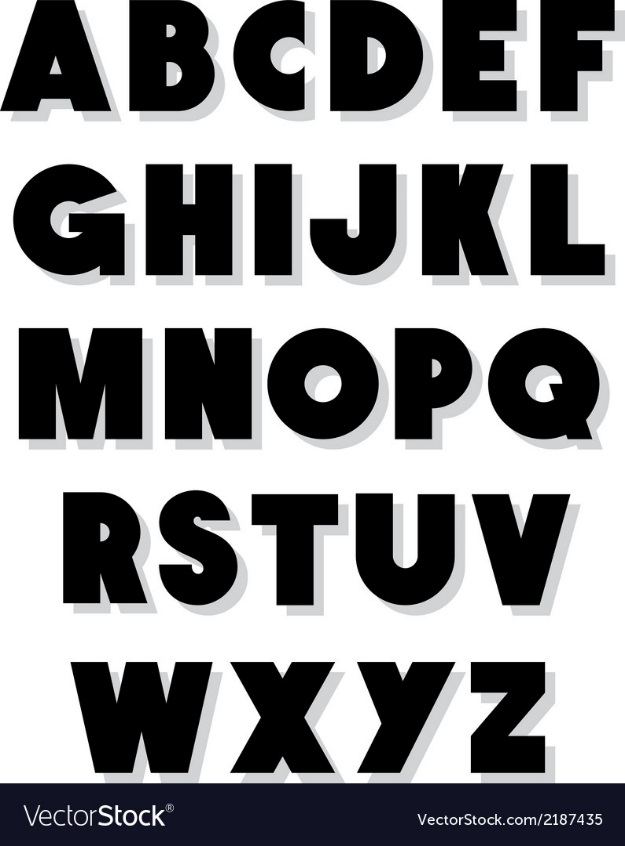 ABCDEF
GHIJKL
MNOPQ
RSTUV
WXYZ
VectorStock®
VectorStock.com/2187435